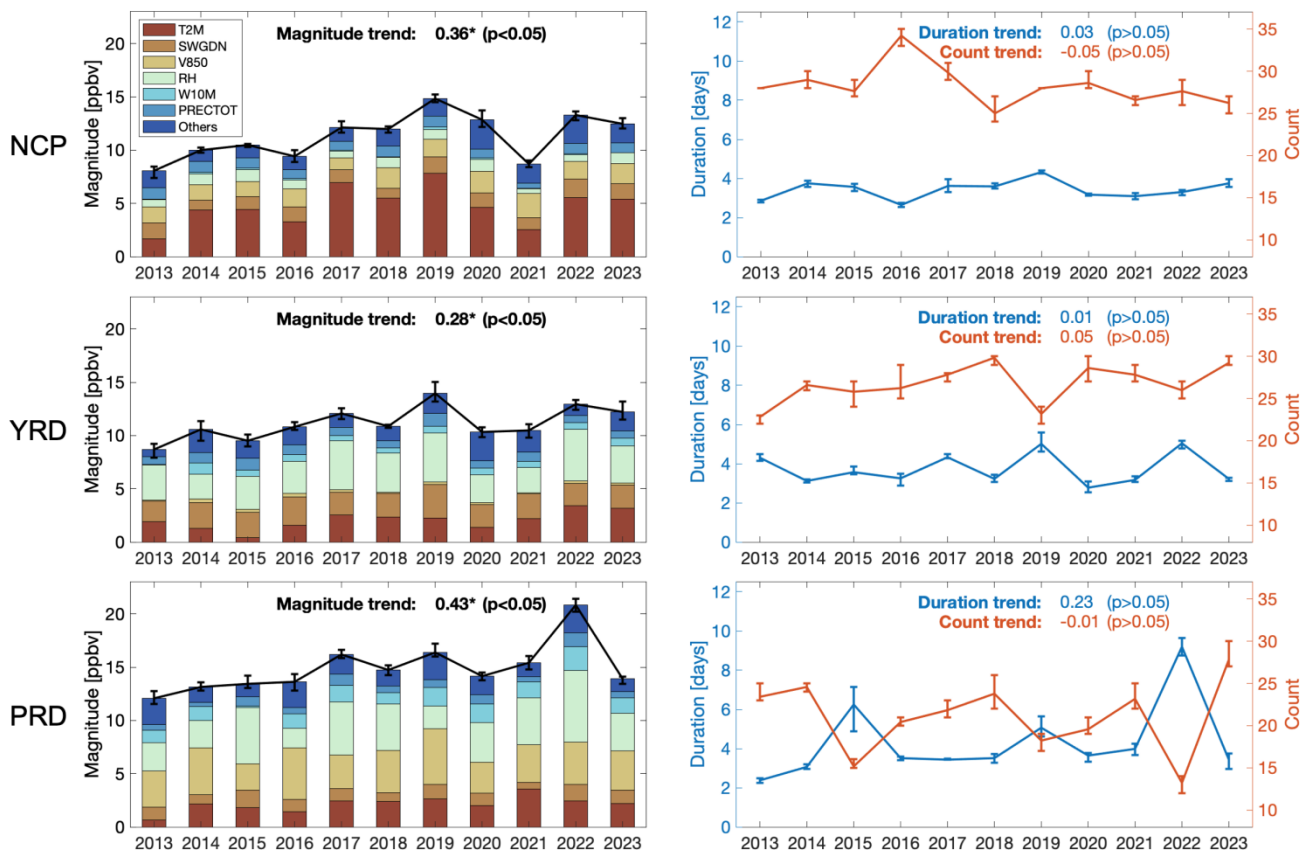 NCP
Magnitude [ppbv]
20
15
10
5
0
T2M
SWGDN
V850
RH
W10M
PRECTOT
Others
Magnitude trend: 0.36* (p<0.05)
2013 2014 2015 2016 2017 2018 2019 2020 2021 2022 2023
Duration [days]
12
10
8
6
4
2
0
Duration trend: 0.03 (p>0.05)
Count trend: -0.05 (p>0.05)
35
30
25
20
15
10
Count
2013 2014 2015 2016 2017 2018 2019 2020 2021 2022 2023
YRD
Magnitude [ppbv]
20
15
10
5
0
Magnitude trend: 0.28* (p<0.05)
2013 2014 2015 2016 2017 2018 2019 2020 2021 2022 2023
Duration [days]
12
10
8
6
4
2
0
Duration trend: 0.01 (p>0.05)
Count trend: 0.05 (p>0.05)
35
30
25
20
15
10
Count
2013 2014 2015 2016 2017 2018 2019 2020 2021 2022 2023
PRD
Magnitude [ppbv]
20
15
10
5
0
Magnitude trend: 0.43* (p<0.05)
2013 2014 2015 2016 2017 2018 2019 2020 2021 2022 2023
Duration [days]
12
10
8
6
4
2
0
Duration trend: 0.23 (p>0.05)
Count trend: -0.01 (p>0.05)
35
30
25
20
15
10
Count
2013 2014 2015 2016 2017 2018 2019 2020 2021 2022 2023